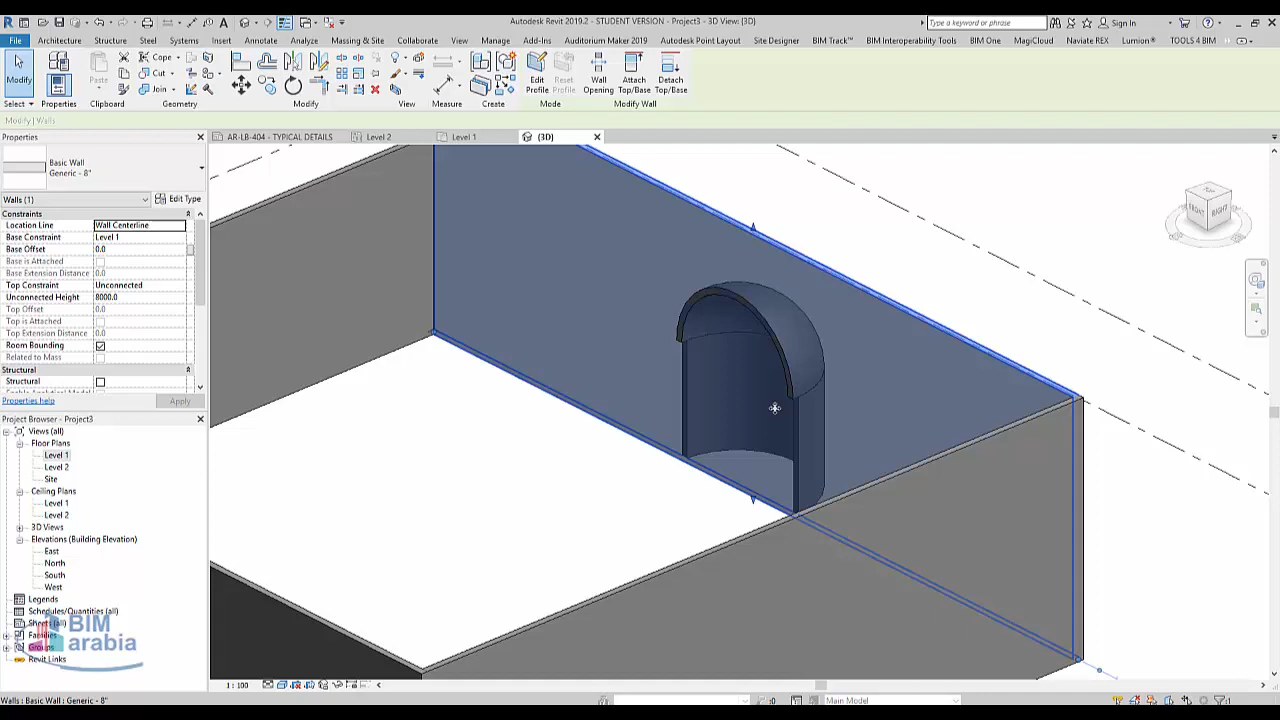 Autodesk Revit 2019.2 - STUDENT VERSION - Project3 - 3D View: {3D}
Type a keyword or phrase
Sign In
File Architecture Structure Steel Systems Insert Annotate Analyze Massing & Site Collaborate View Manage Add-Ins Auditorium Maker 2019 Autodesk Point Layout Site Designer BIM Track™ BIM Interoperability Tools BIM One MagiCloud Naviate REX Lumion® TOOLS 4 BIM
Modify
Paste
Cope
Cut
Join
Edit Profile
Reset Profile
Wall Opening
Attach Top/Base
Detach Top/Base
Select Properties Clipboard Geometry Modify View Measure Create Mode Modify Wall
Modify | Walls
Properties
AR-LB-404 - TYPICAL DETAILS
Level 2
Level 1
{3D}
Basic Wall
Generic - 8"
Walls (1)
Edit Type
Constraints
Location Line Wall Centerline
Base Constraint Level 1
Base Offset 0.0
Base is Attached
Base Extension Distance 0.0
Top Constraint Unconnected
Unconnected Height 8000.0
Top Offset 0.0
Top is Attached
Top Extension Distance 0.0
Room Bounding
Related to Mass
Structural
Structural
Properties help
Apply
FRONT
RIGHT
Project Browser - Project3
Views (all)
Floor Plans
Level 1
Level 2
Site
Ceiling Plans
Level 1
Level 2
3D Views
Elevations (Building Elevation)
East
North
South
West
Legends
Schedules/Quantities (all)
Sheets (all)
Families
Groups
Revit Links
BIM
arabia
1 : 100
Walls : Basic Wall : Generic - 8"
:0
Main Model
:1